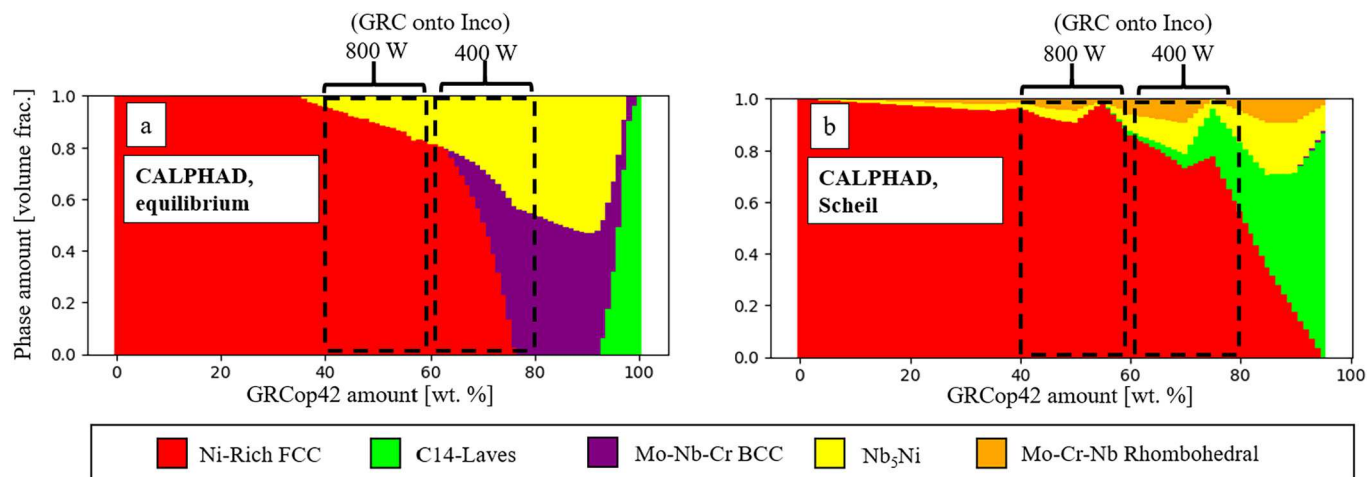 (GRC onto Inco)
800 W 400 W
a
CALPHAD,
equilibrium
Phase amount [volume frac.]
1.0
0.8
0.6
0.4
0.2
0.0
0 20 40 60 80 100
GRCop42 amount [wt. %]
(GRC onto Inco)
800 W 400 W
b
CALPHAD,
Scheil
1.0
0.8
0.6
0.4
0.2
0.0
0 20 40 60 80 100
GRCop42 amount [wt. %]
Ni-Rich FCC C14-Laves Mo-Nb-Cr BCC Nb₅Ni Mo-Cr-Nb Rhombohedral